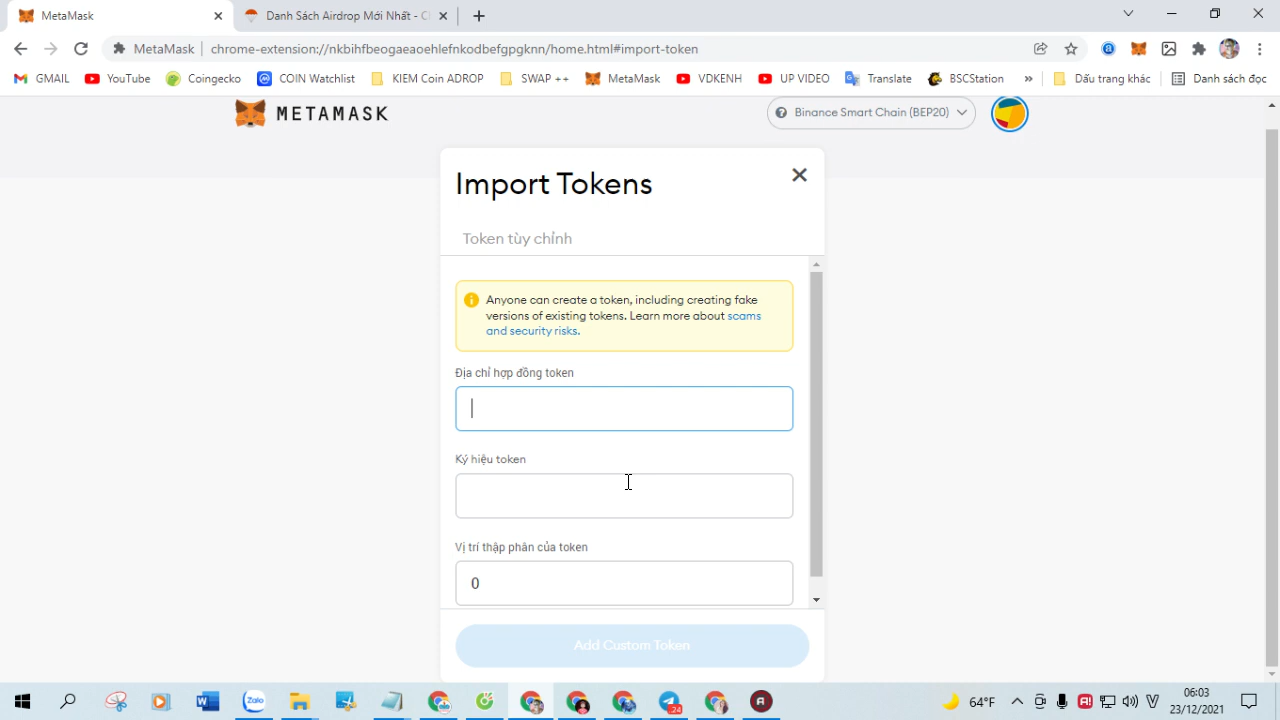 MetaMask
Danh Sách Airdrop Mới Nhất - C
MetaMask
chrome-extension://nkbihfbeogaeaoehlefnkodbefgpgknn/home.html#import-token
GMAIL
YouTube
Coingecko
COIN Watchlist
KIEM Coin ADROP
SWAP ++
MetaMask
VDKENH
UP VIDEO
Translate
BSCStation
»
Dấu trang khác
Danh sách đọc
METAMASK
Binance Smart Chain (BEP20)
Import Tokens
Token tùy chỉnh
Anyone can create a token, including creating fake
versions of existing tokens. Learn more about scams
and security risks.
Địa chỉ hợp đồng token
Ký hiệu token
Vị trí thập phân của token
0
Add Custom Token
Zalo
24
64°F
06:03
23/12/2021